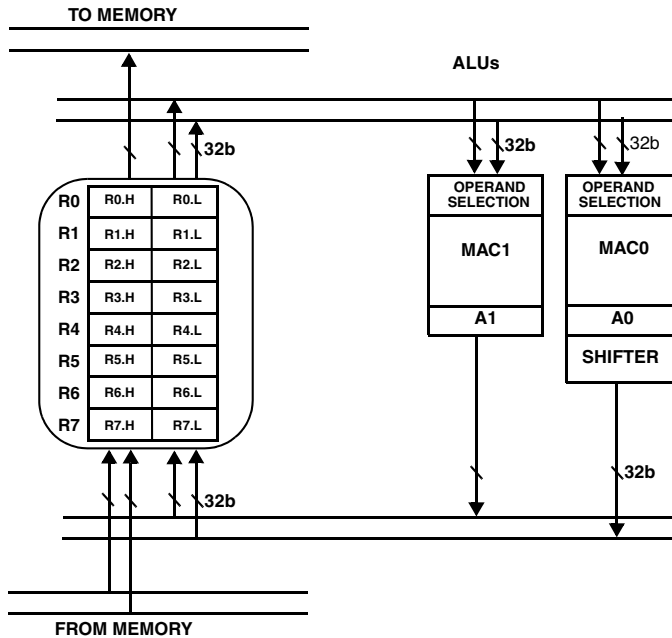 TO MEMORY
ALUs
32b
32b
32b
R0 R0.H R0.L
R1 R1.H R1.L
R2 R2.H R2.L
R3 R3.H R3.L
R4 R4.H R4.L
R5 R5.H R5.L
R6 R6.H R6.L
R7 R7.H R7.L
OPERAND
SELECTION
MAC1
A1
OPERAND
SELECTION
MAC0
A0
SHIFTER
32b
32b
FROM MEMORY